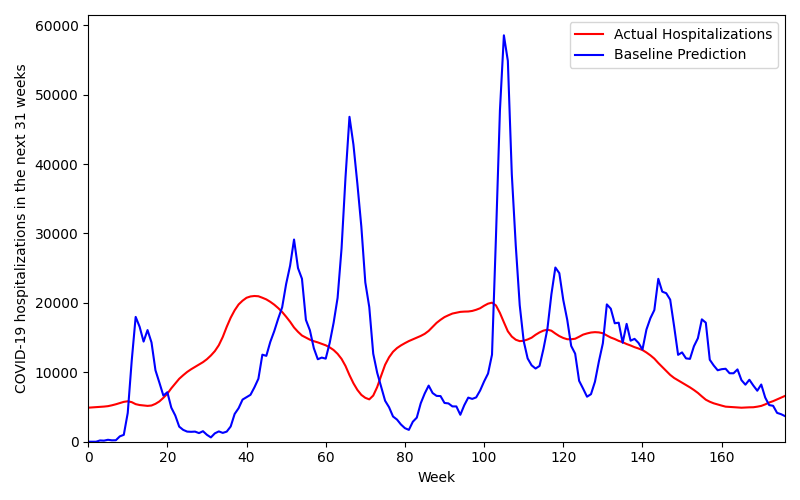 Actual Hospitalizations
Baseline Prediction
COVID-19 hospitalizations in the next 31 weeks
60000
50000
40000
30000
20000
10000
0
0 20 40 60 80 100 120 140 160
Week